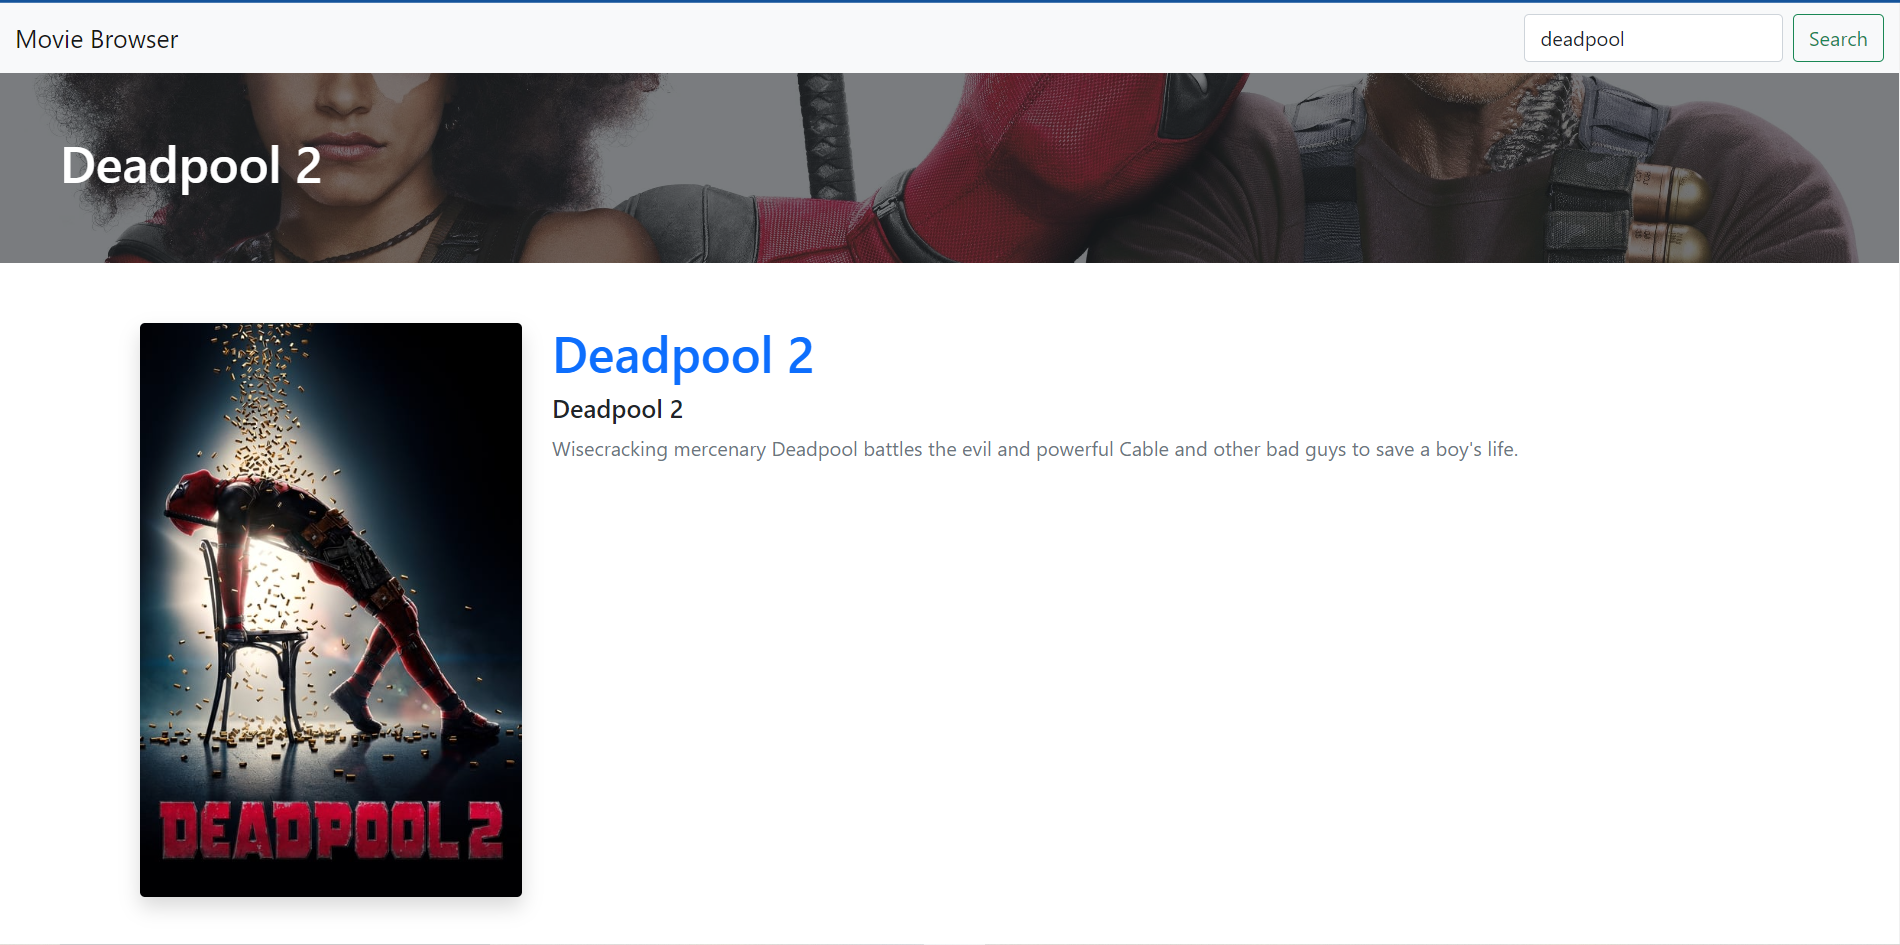 Movie Browser
deadpool
Search
Deadpool 2
Deadpool 2
Deadpool 2
Wisecracking mercenary Deadpool battles the evil and powerful Cable and other bad guys to save a boy's life.
DEADPOOL 2